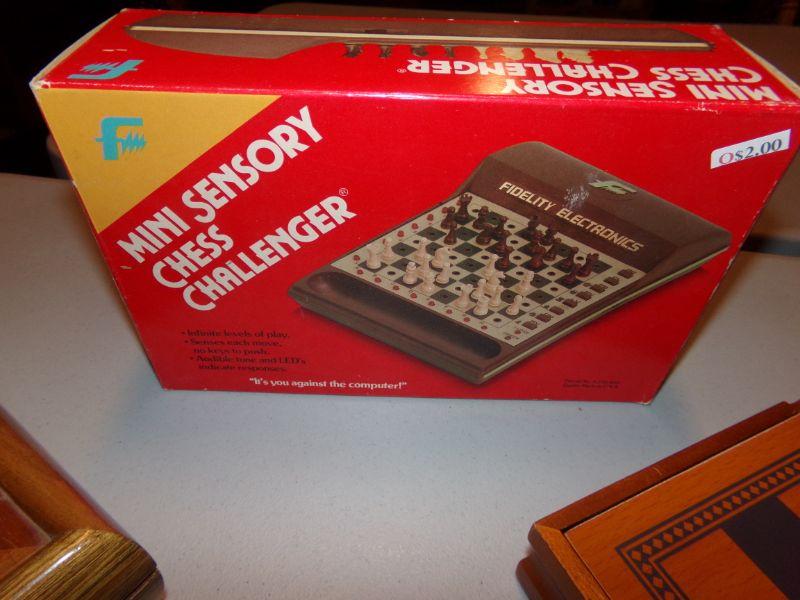 MINI SENSORY
CHESS CHALLENGER®
$2.00
MINI SENSORY
CHESS
CHALLENGER®
FIDELITY ELECTRONICS
• Infinite levels of play.
• Senses each move,
no keys to push.
• Audible tone and LED's
indicate responses.
"It's you against the computer!"